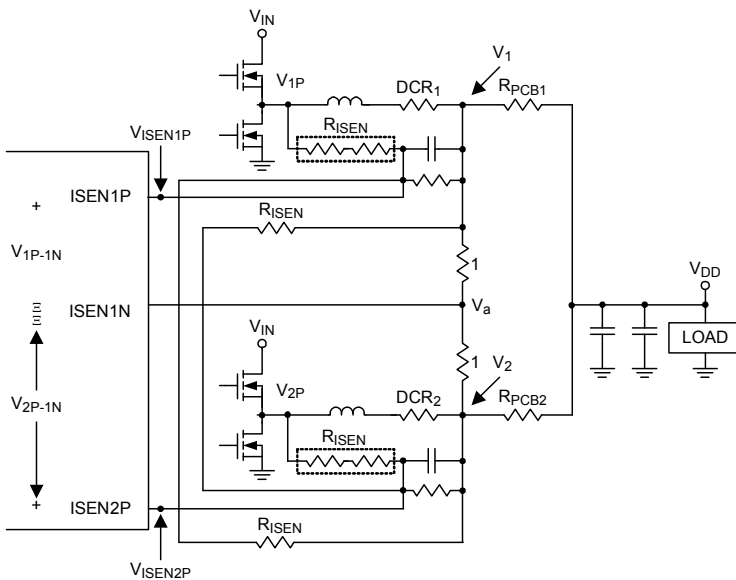 VIN
V1
V1P
DCR1
RPCB1
RISEN
VISEN1P
ISEN1P
+
RISEN
V1P-1N
1
VDD
ISEN1N
Va
VIN
LOAD
1
V2
V2P
DCR2
RPCB2
V2P-1N
RISEN
ISEN2P
+
RISEN
VISEN2P